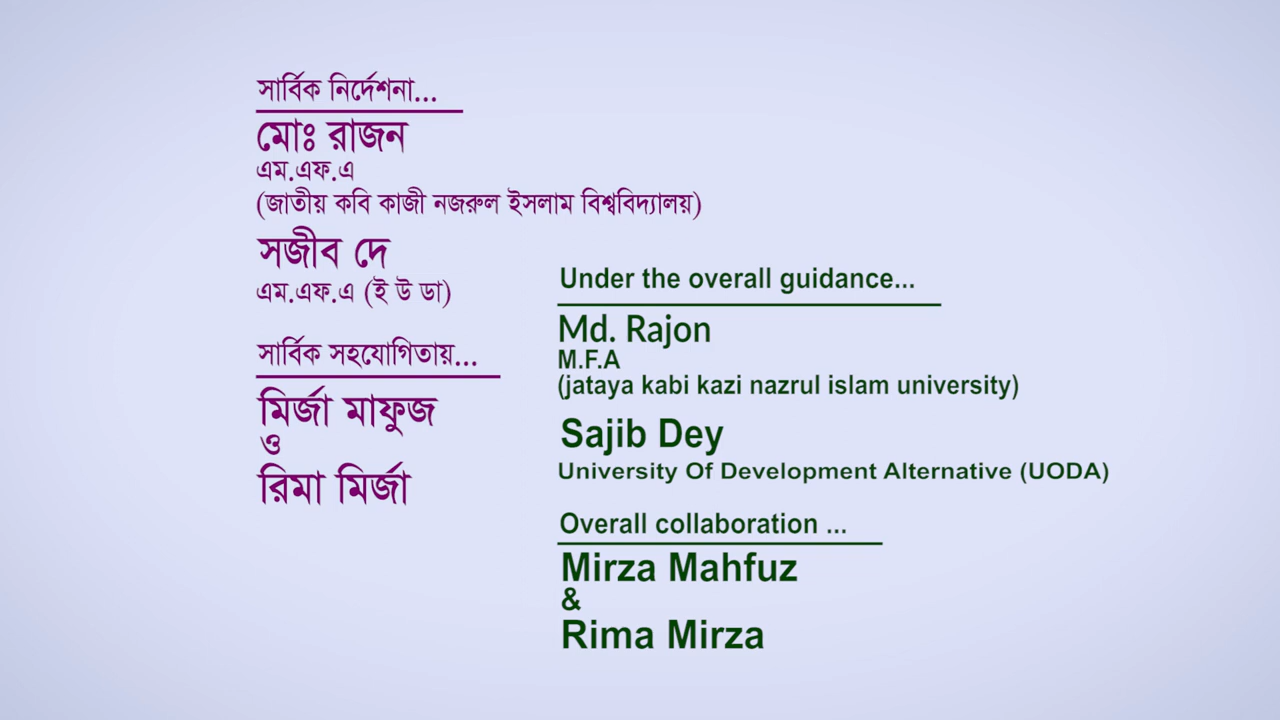 সার্বিক নির্দেশনা...
মোঃ রাজন
এম.এফ.এ
(জাতীয় কবি কাজী নজরুল ইসলাম বিশ্ববিদ্যালয়)
সজীব দে
এম.এফ.এ (ই উ ডা)
সার্বিক সহযোগিতায়...
মির্জা মাফুজ
ও
রিমা মির্জা
Under the overall guidance...
Md. Rajon
M.F.A
(jataya kabi kazi nazrul islam university)
Sajib Dey
University Of Development Alternative (UODA)
Overall collaboration ...
Mirza Mahfuz
&
Rima Mirza